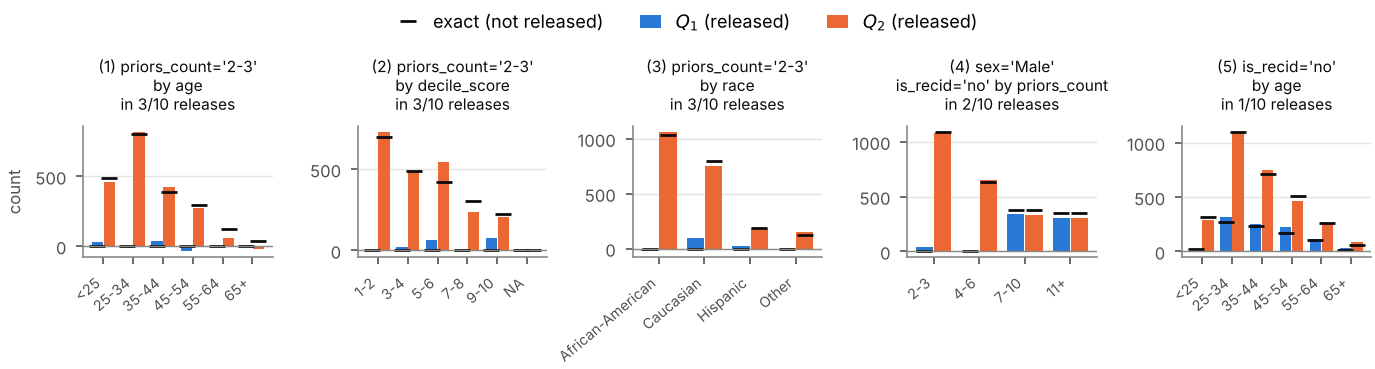 exact (not released) Q1 (released) Q2 (released)
(1) priors_count='2-3'
by age
in 3/10 releases
(2) priors_count='2-3'
by decile_score
in 3/10 releases
(3) priors_count='2-3'
by race
in 3/10 releases
(4) sex='Male'
is_recid='no' by priors_count
in 2/10 releases
(5) is_recid='no'
by age
in 1/10 releases
count
500
0
<25
25-34
35-44
45-54
55-64
65+
500
0
1-2
3-4
5-6
7-8
9-10
NA
1000
500
0
African-American
Caucasian
Hispanic
Other
1000
500
0
2-3
4-6
7-10
11+
1000
500
0
<25
25-34
35-44
45-54
55-64
65+